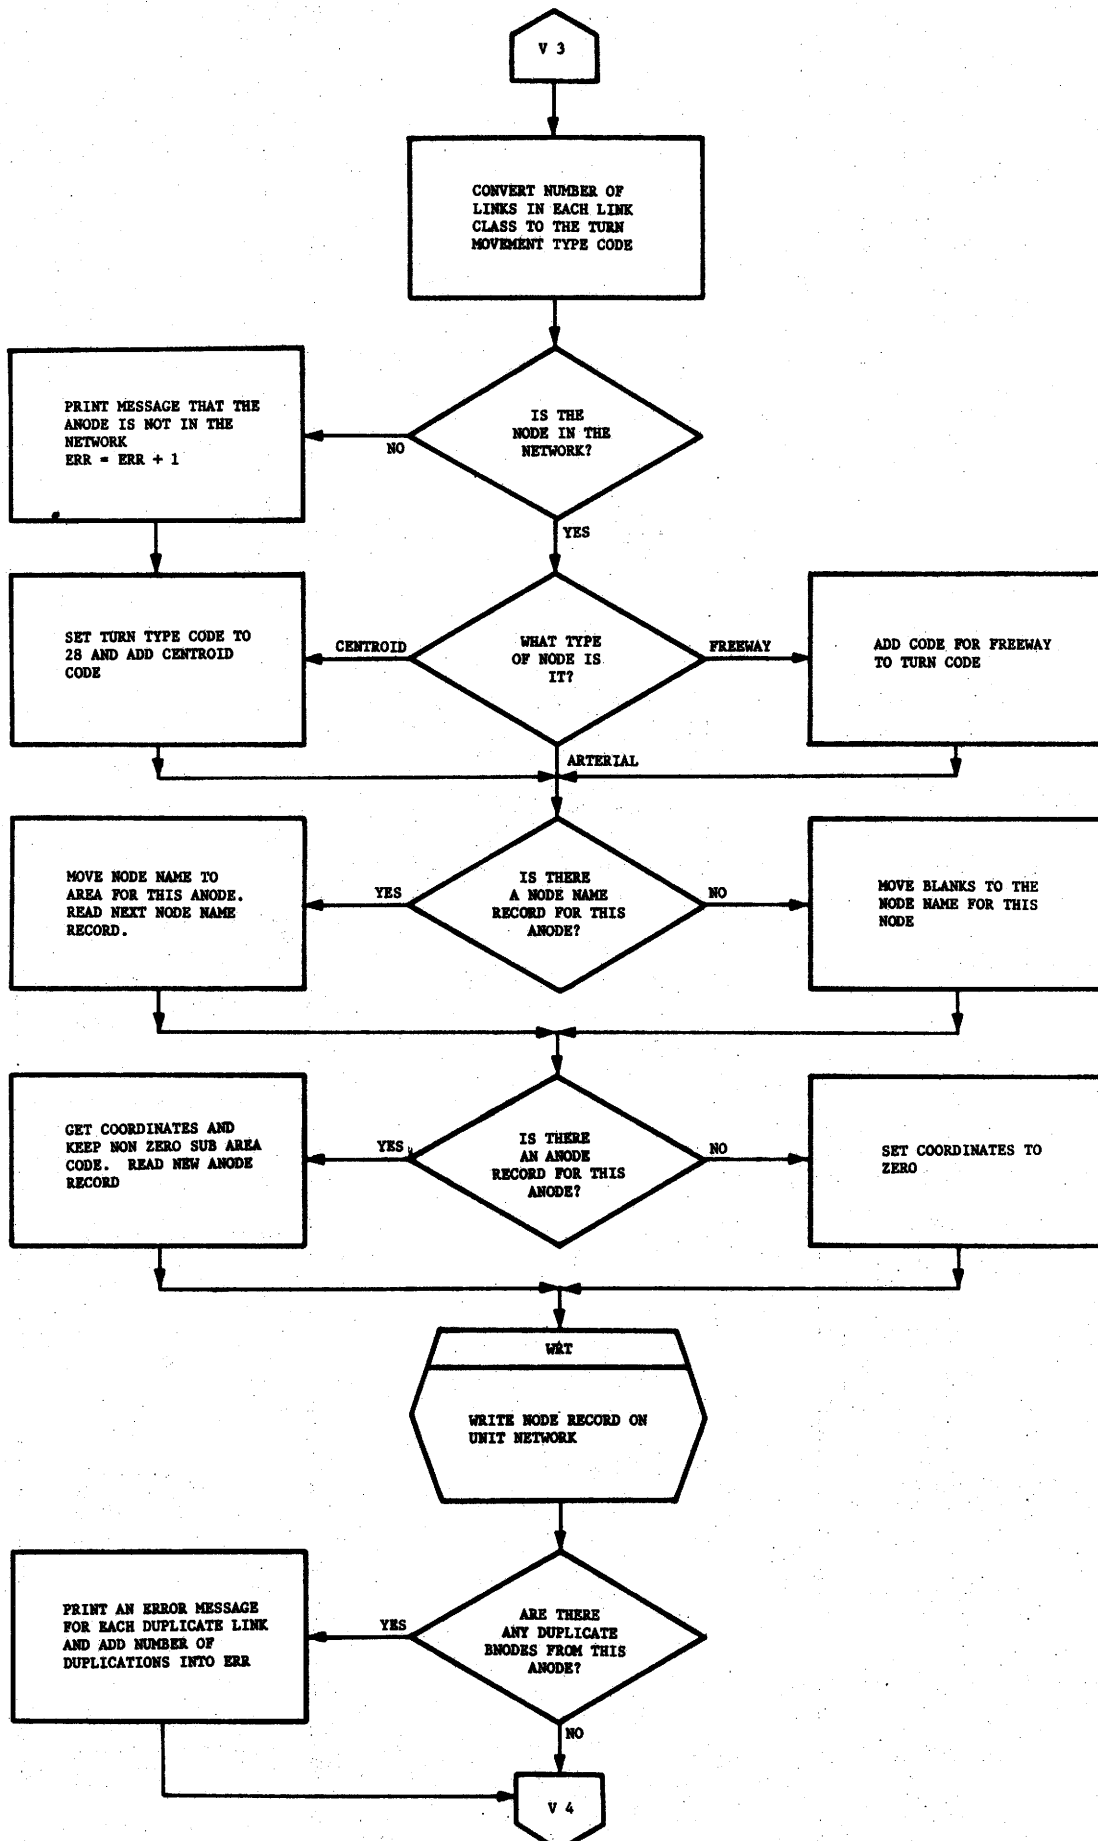 V 3
CONVERT NUMBER OF
LINKS IN EACH LINK
CLASS TO THE TURN
MOVEMENT TYPE CODE
PRINT MESSAGE THAT THE
ANODE IS NOT IN THE
NETWORK
ERR = ERR + 1
NO
IS THE
NODE IN THE
NETWORK?
YES
SET TURN TYPE CODE TO
28 AND ADD CENTROID
CODE
CENTROID
WHAT TYPE
OF NODE IS
IT?
FREEWAY
ADD CODE FOR FREEWAY
TO TURN CODE
ARTERIAL
MOVE NODE NAME TO
AREA FOR THIS ANODE.
READ NEXT NODE NAME
RECORD.
YES
IS THERE
A NODE NAME
RECORD FOR THIS
ANODE?
NO
MOVE BLANKS TO THE
NODE NAME FOR THIS
NODE
GET COORDINATES AND
KEEP NON ZERO SUB AREA
CODE. READ NEW ANODE
RECORD
YES
IS THERE
AN ANODE
RECORD FOR THIS
ANODE?
NO
SET COORDINATES TO
ZERO
WRT
WRITE NODE RECORD ON
UNIT NETWORK
PRINT AN ERROR MESSAGE
FOR EACH DUPLICATE LINK
AND ADD NUMBER OF
DUPLICATIONS INTO ERR
YES
ARE THERE
ANY DUPLICATE
BNODES FROM THIS
ANODE?
NO
V 4